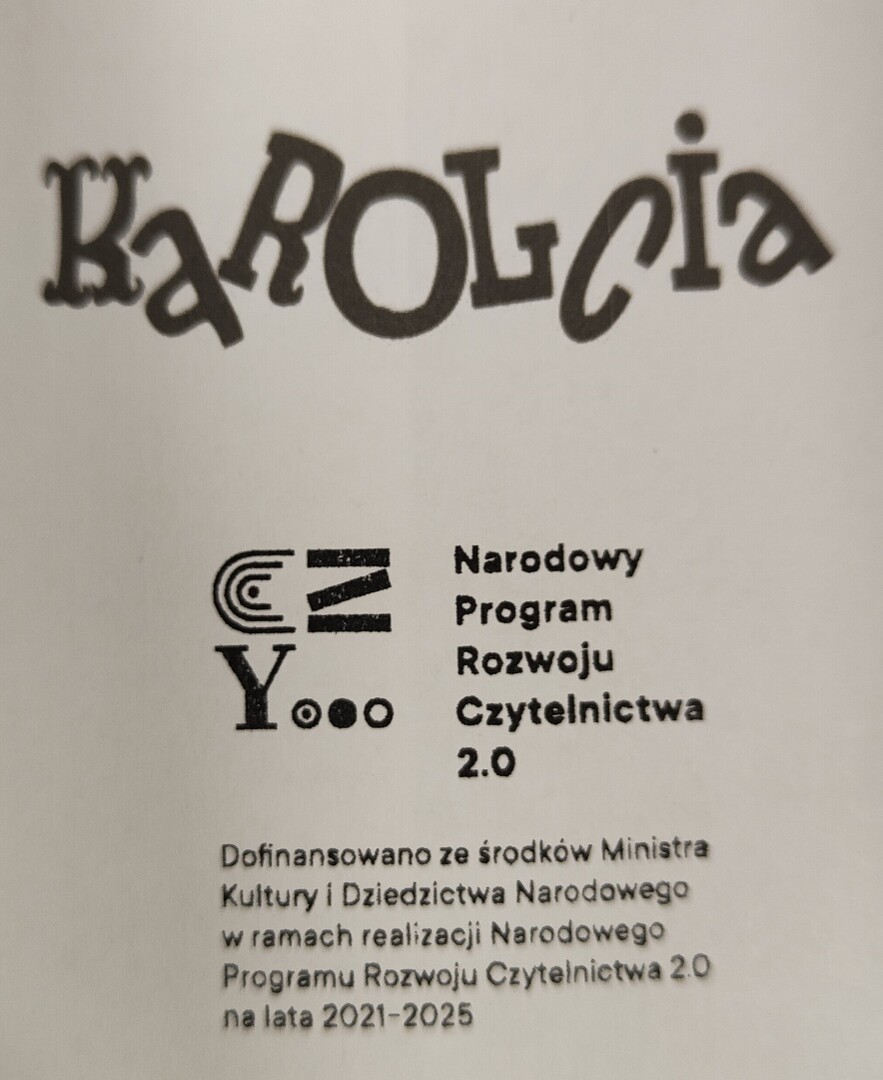 KaROLcia
CZ
Y...
Narodowy
Program
Rozwoju
Czytelnictwa
2.0
Dofinansowano ze środków Ministra
Kultury i Dziedzictwa Narodowego
w ramach realizacji Narodowego
Programu Rozwoju Czytelnictwa 2.0
na lata 2021-2025